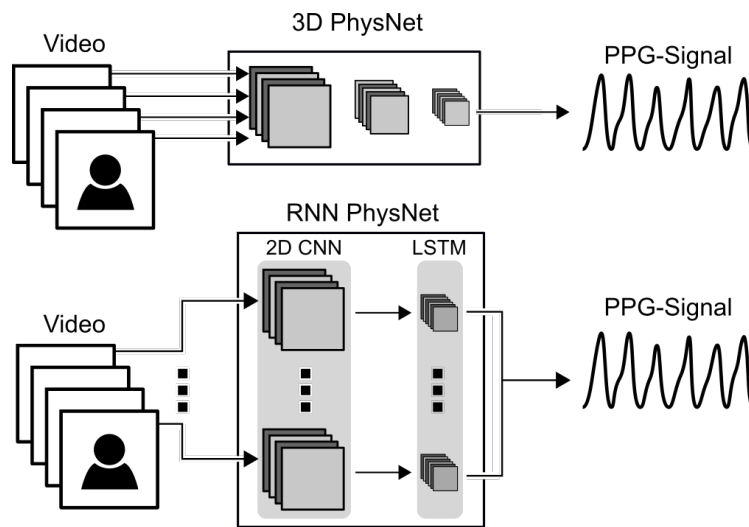 3D PhysNet
Video
PPG-Signal
RNN PhysNet
2D CNN
LSTM
Video
PPG-Signal